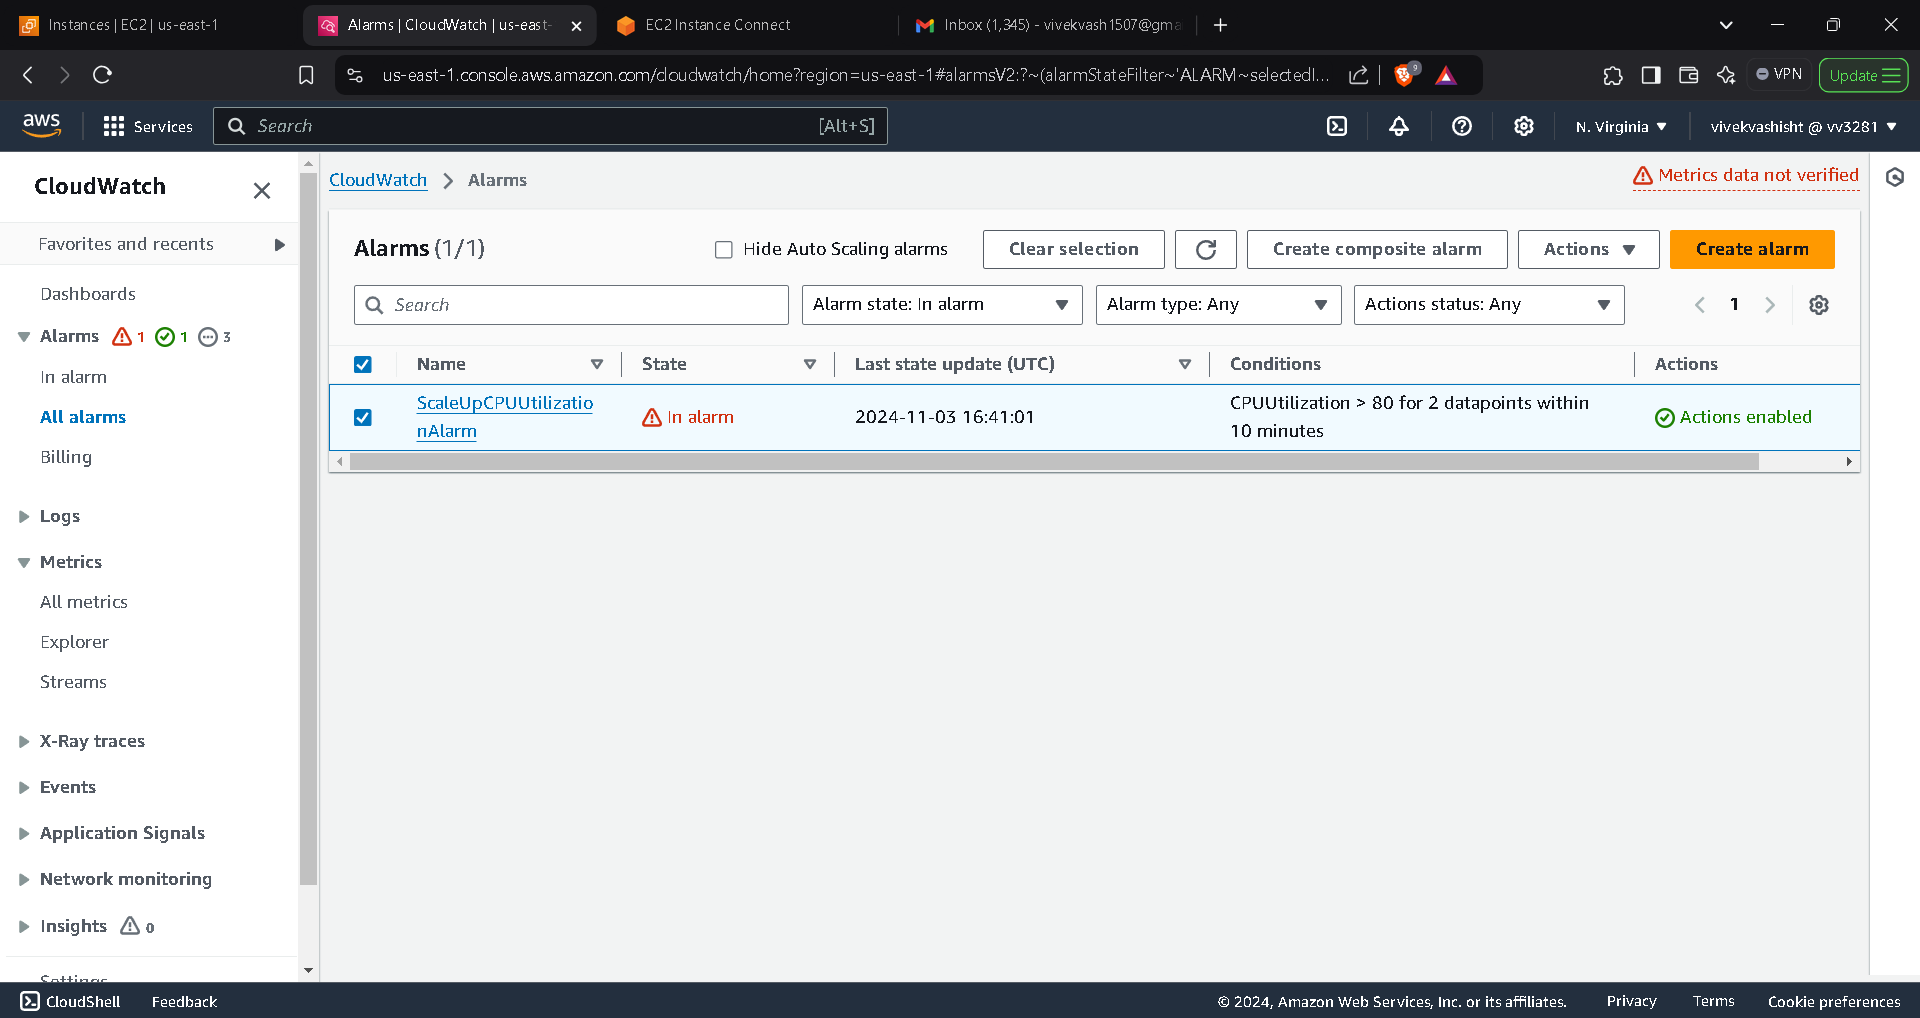 Instances | EC2 | us-east-1
Alarms | CloudWatch | us-east-
EC2 Instance Connect
Inbox (1,345) - vivekvash1507@gma
us-east-1.console.aws.amazon.com/cloudwatch/home?region=us-east-1#alarmsV2:?~(alarmStateFilter~'ALARM~selectedI...
9
VPN
Update
aws
Services
Search
[Alt+S]
N. Virginia
vivekvashisht @ vv3281
CloudWatch
Favorites and recents
Dashboards
Alarms 1 1 3
In alarm
All alarms
Billing
Logs
Metrics
All metrics
Explorer
Streams
X-Ray traces
Events
Application Signals
Network monitoring
Insights 0
Settings
CloudWatch > Alarms
Metrics data not verified
Alarms (1/1)
Hide Auto Scaling alarms
Clear selection
Create composite alarm
Actions
Create alarm
Search
Alarm state: In alarm
Alarm type: Any
Actions status: Any
1
Name
State
Last state update (UTC)
Conditions
Actions
ScaleUpCPUUtilizatio
nAlarm
In alarm
2024-11-03 16:41:01
CPUUtilization > 80 for 2 datapoints within
10 minutes
Actions enabled
CloudShell
Feedback
© 2024, Amazon Web Services, Inc. or its affiliates.
Privacy
Terms
Cookie preferences